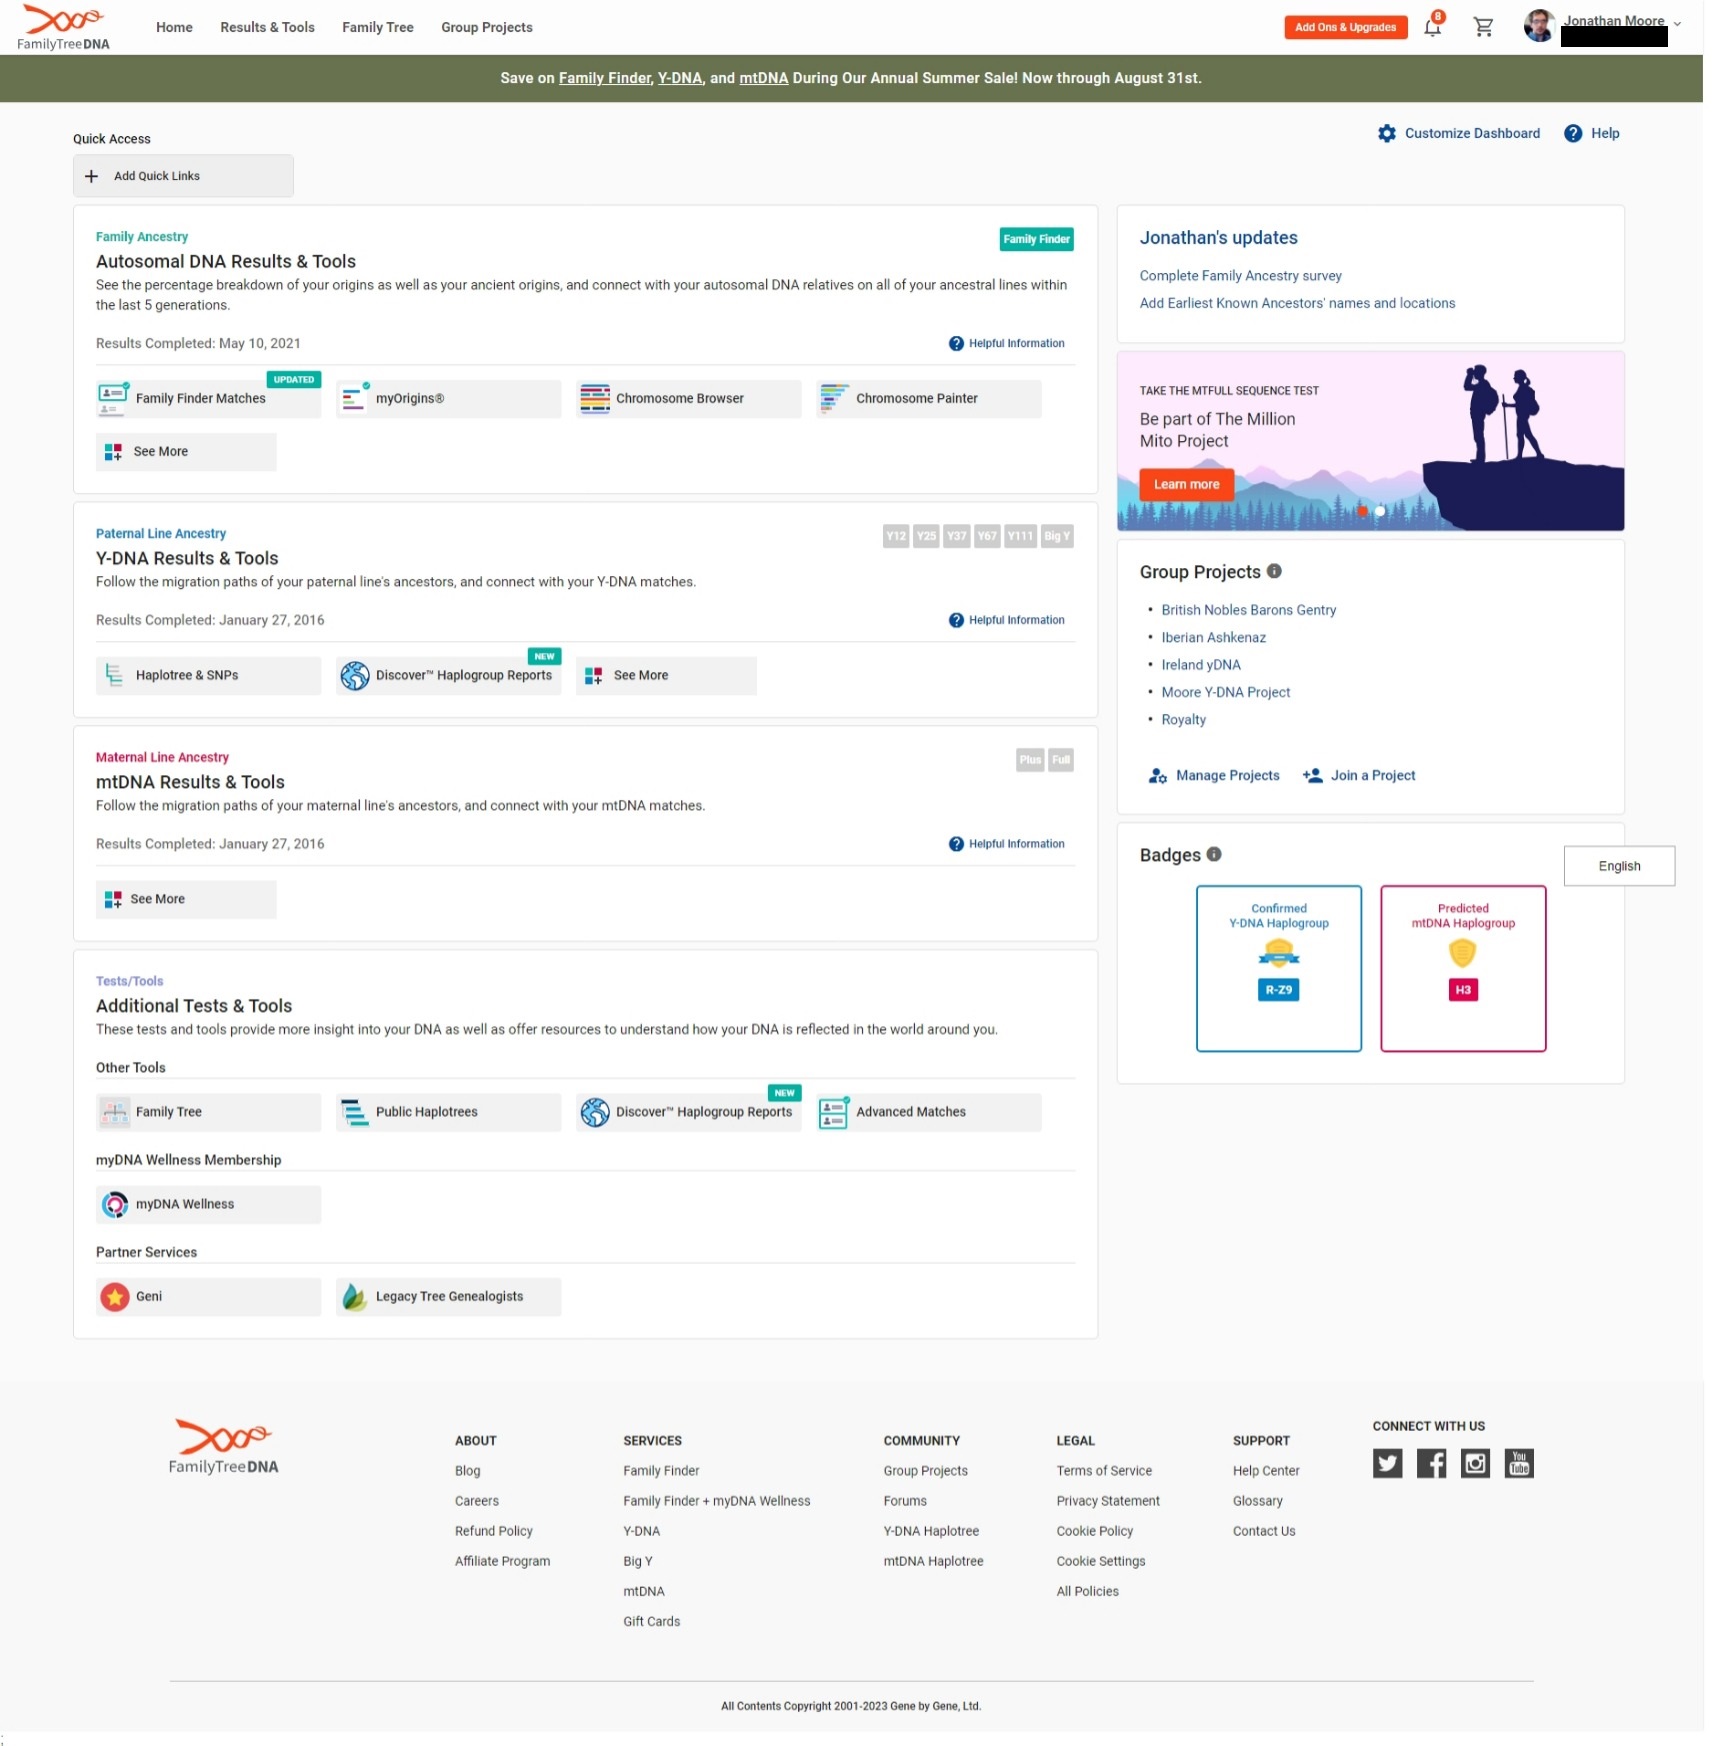 FamilyTreeDNA
Home Results & Tools Family Tree Group Projects
Add Ons & Upgrades 8 Jonathan Moore
Save on Family Finder, Y-DNA, and mtDNA During Our Annual Summer Sale! Now through August 31st.
Quick Access
Customize Dashboard Help
Add Quick Links
Family Ancestry
Family Finder
Autosomal DNA Results & Tools
See the percentage breakdown of your origins as well as your ancient origins, and connect with your autosomal DNA relatives on all of your ancestral lines within
the last 5 generations.
Results Completed: May 10, 2021
Helpful Information
UPDATED
Family Finder Matches myOrigins® Chromosome Browser Chromosome Painter
See More
Paternal Line Ancestry
Y12 Y25 Y37 Y67 Y111 Big Y
Y-DNA Results & Tools
Follow the migration paths of your paternal line's ancestors, and connect with your Y-DNA matches.
Results Completed: January 27, 2016
Helpful Information
NEW
Haplotree & SNPs Discover™ Haplogroup Reports See More
Maternal Line Ancestry
Plus Full
mtDNA Results & Tools
Follow the migration paths of your maternal line's ancestors, and connect with your mtDNA matches.
Results Completed: January 27, 2016
Helpful Information
See More
Tests/Tools
Additional Tests & Tools
These tests and tools provide more insight into your DNA as well as offer resources to understand how your DNA is reflected in the world around you.
Other Tools
NEW
Family Tree Public Haplotrees Discover™ Haplogroup Reports Advanced Matches
myDNA Wellness Membership
myDNA Wellness
Partner Services
Geni Legacy Tree Genealogists
Jonathan's updates
Complete Family Ancestry survey
Add Earliest Known Ancestors' names and locations
TAKE THE MTFULL SEQUENCE TEST
Be part of The Million
Mito Project
Learn more
Group Projects
• British Nobles Barons Gentry
• Iberian Ashkenaz
• Ireland yDNA
• Moore Y-DNA Project
• Royalty
Manage Projects Join a Project
Badges
English
Confirmed
Y-DNA Haplogroup
R-Z9
Predicted
mtDNA Haplogroup
H3
FamilyTreeDNA
ABOUT
Blog
Careers
Refund Policy
Affiliate Program
SERVICES
Family Finder
Family Finder + myDNA Wellness
Y-DNA
Big Y
mtDNA
Gift Cards
COMMUNITY
Group Projects
Forums
Y-DNA Haplotree
mtDNA Haplotree
LEGAL
Terms of Service
Privacy Statement
Cookie Policy
Cookie Settings
All Policies
SUPPORT
Help Center
Glossary
Contact Us
CONNECT WITH US
You
Tube
All Contents Copyright 2001-2023 Gene by Gene, Ltd.
;